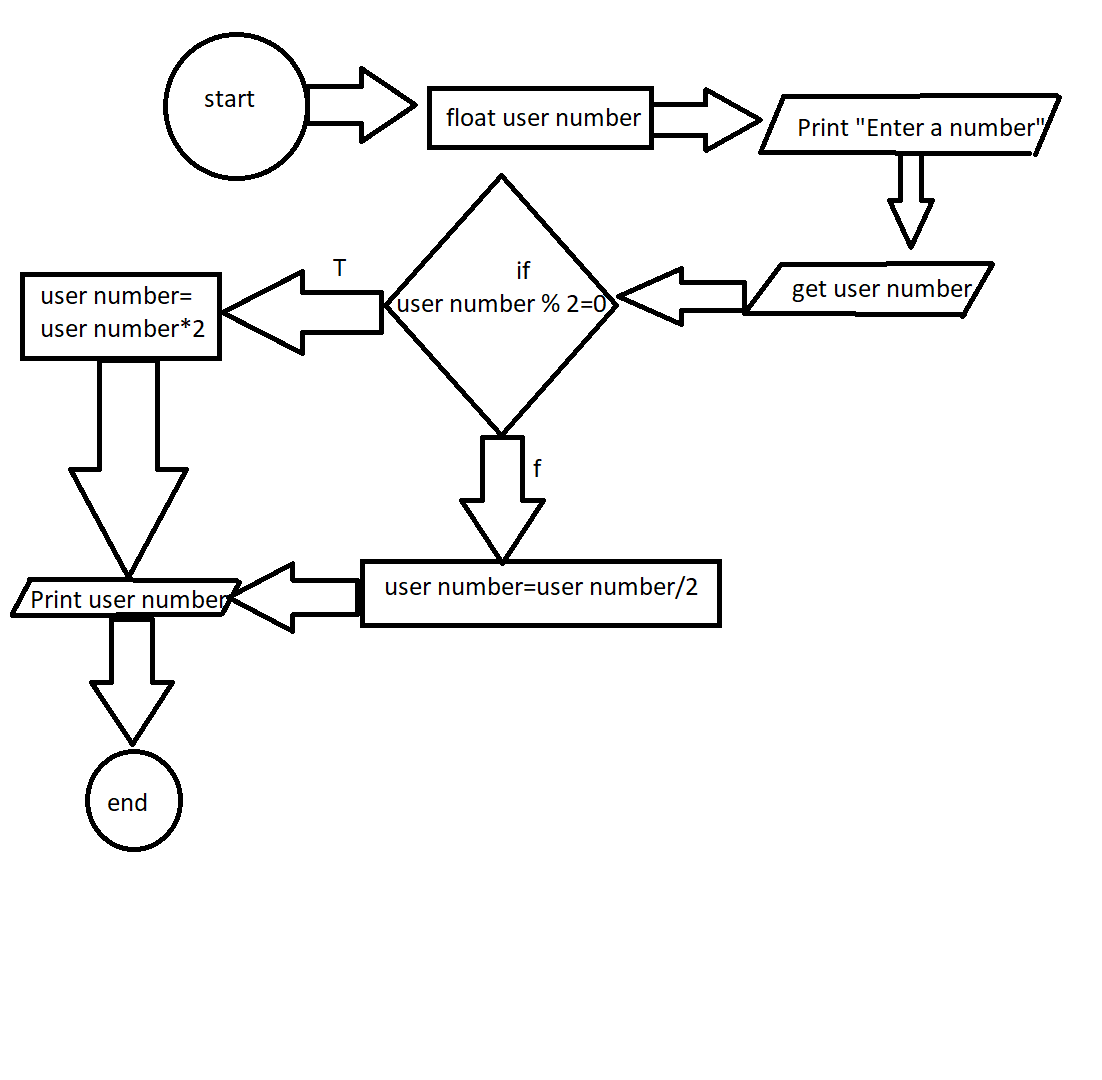 start
float user number
Print "Enter a number"
get user number
if
user number % 2=0
T
user number=
user number*2
f
user number=user number/2
Print user number
end